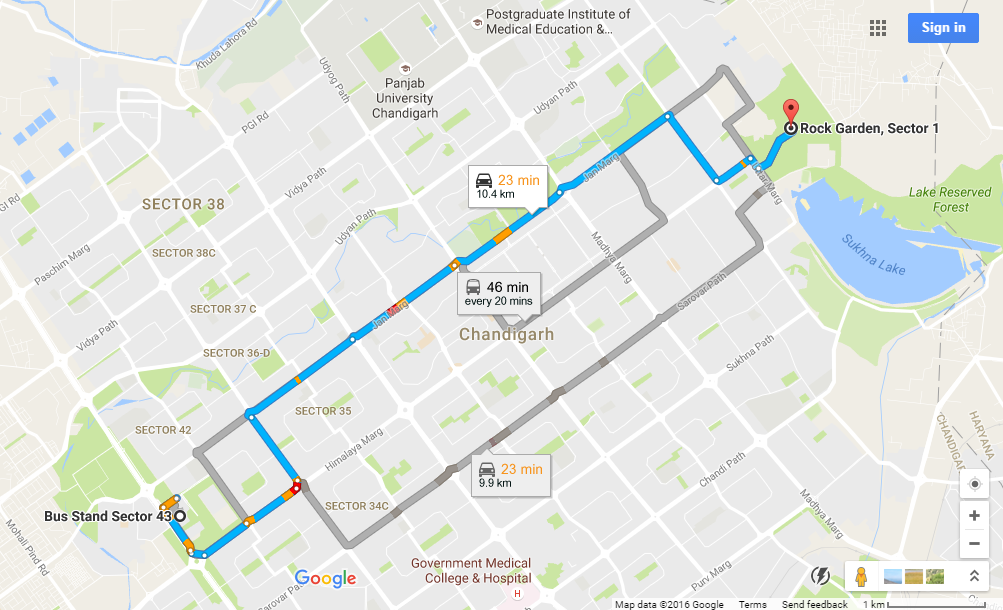 Postgraduate Institute of
Medical Education &...
Sign in
Khuda Lahora Rd
Udyog Path
Panjab
University
Chandigarh
Udyan Path
PGI Rd
Rock Garden, Sector 1
Jan Marg
23 min
10.4 km
Vidya Path
Uttar Marg
Lake Reserved
Forest
GI Rd
SECTOR 38
Udyan Path
Madhya Marg
Sukhna Lake
Paschim Marg
SECTOR 38C
46 min
every 20 mins
Sarovar Path
SECTOR 37 C
Jan Marg
Chandigarh
Vidya Path
SECTOR 36-D
Sukhna Path
SECTOR 35
SECTOR 42
Himalaya Marg
HARYANA
CHANDIGARH
23 min
9.9 km
Chandi Path
SECTOR 34C
Madhya Marg
Bus Stand Sector 43
Mohali Pind Rd
Government Medical
College & Hospital
H
Google
Purv Marg
Sarovar Path
Map data ©2016 Google
Terms
Send feedback
1 km